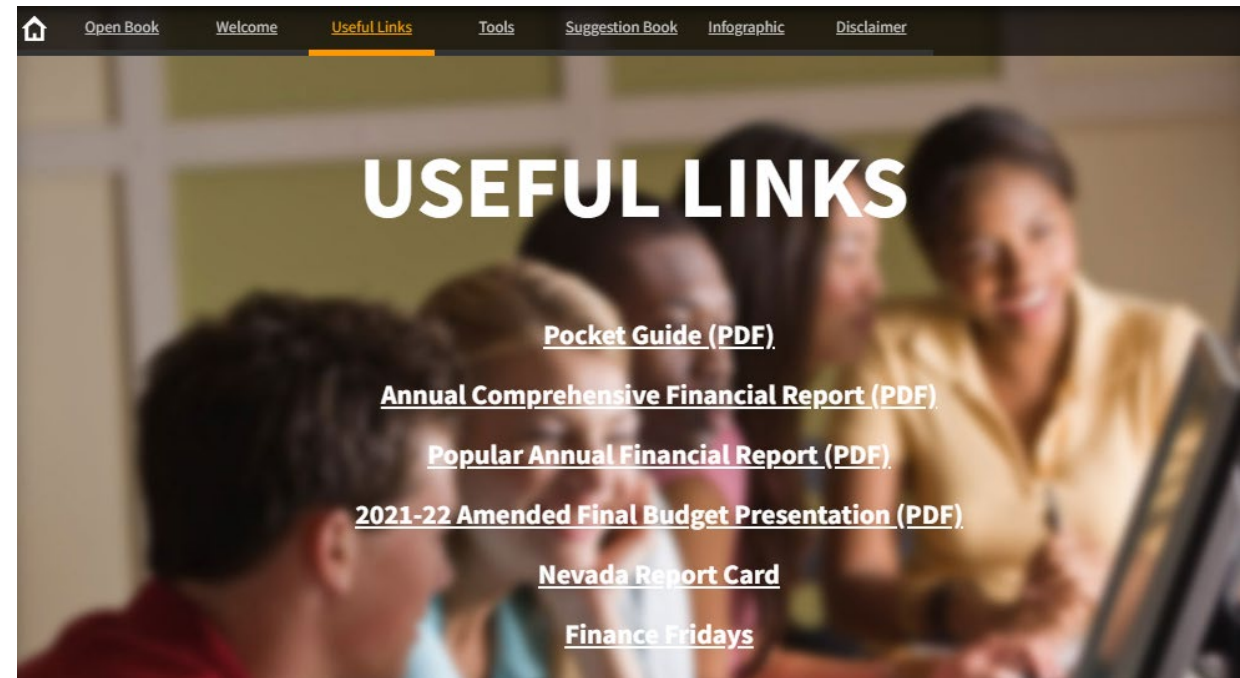 Open Book Welcome Useful Links Tools Suggestion Book Infographic Disclaimer
USEFUL LINKS
Pocket Guide (PDF)
Annual Comprehensive Financial Report (PDF)
Popular Annual Financial Report (PDF)
2021-22 Amended Final Budget Presentation (PDF)
Nevada Report Card
Finance Fridays